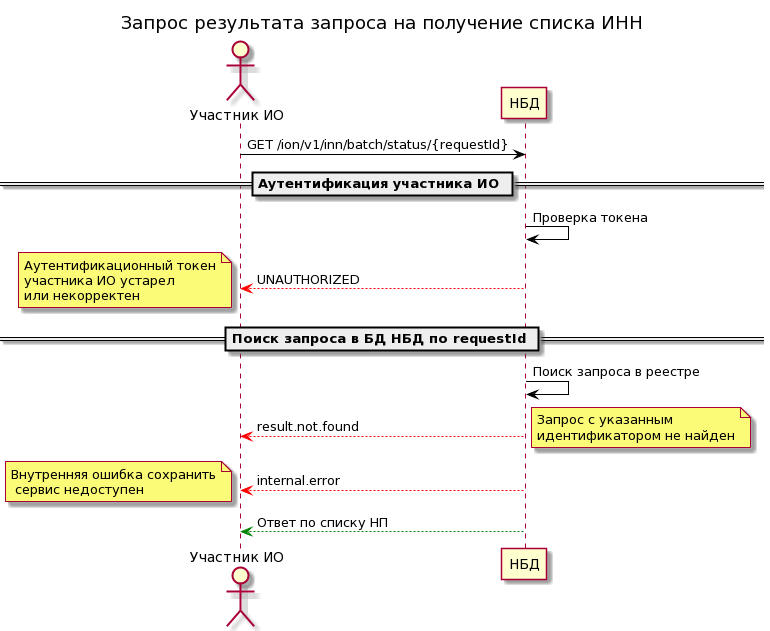 Запрос результата запроса на получение списка ИНН
Участник ИО
НБД
GET /ion/v1/inn/batch/status/{requestId}
Аутентификация участника ИО
Проверка токена
Аутентификационный токен
участника ИО устарел
или некорректен
UNAUTHORIZED
Поиск запроса в БД НБД по requestId
Поиск запроса в реестре
result.not.found
Запрос с указанным
идентификатором не найден
Внутренняя ошибка сохранить
сервис недоступен
internal.error
Ответ по списку НП
Участник ИО
НБД